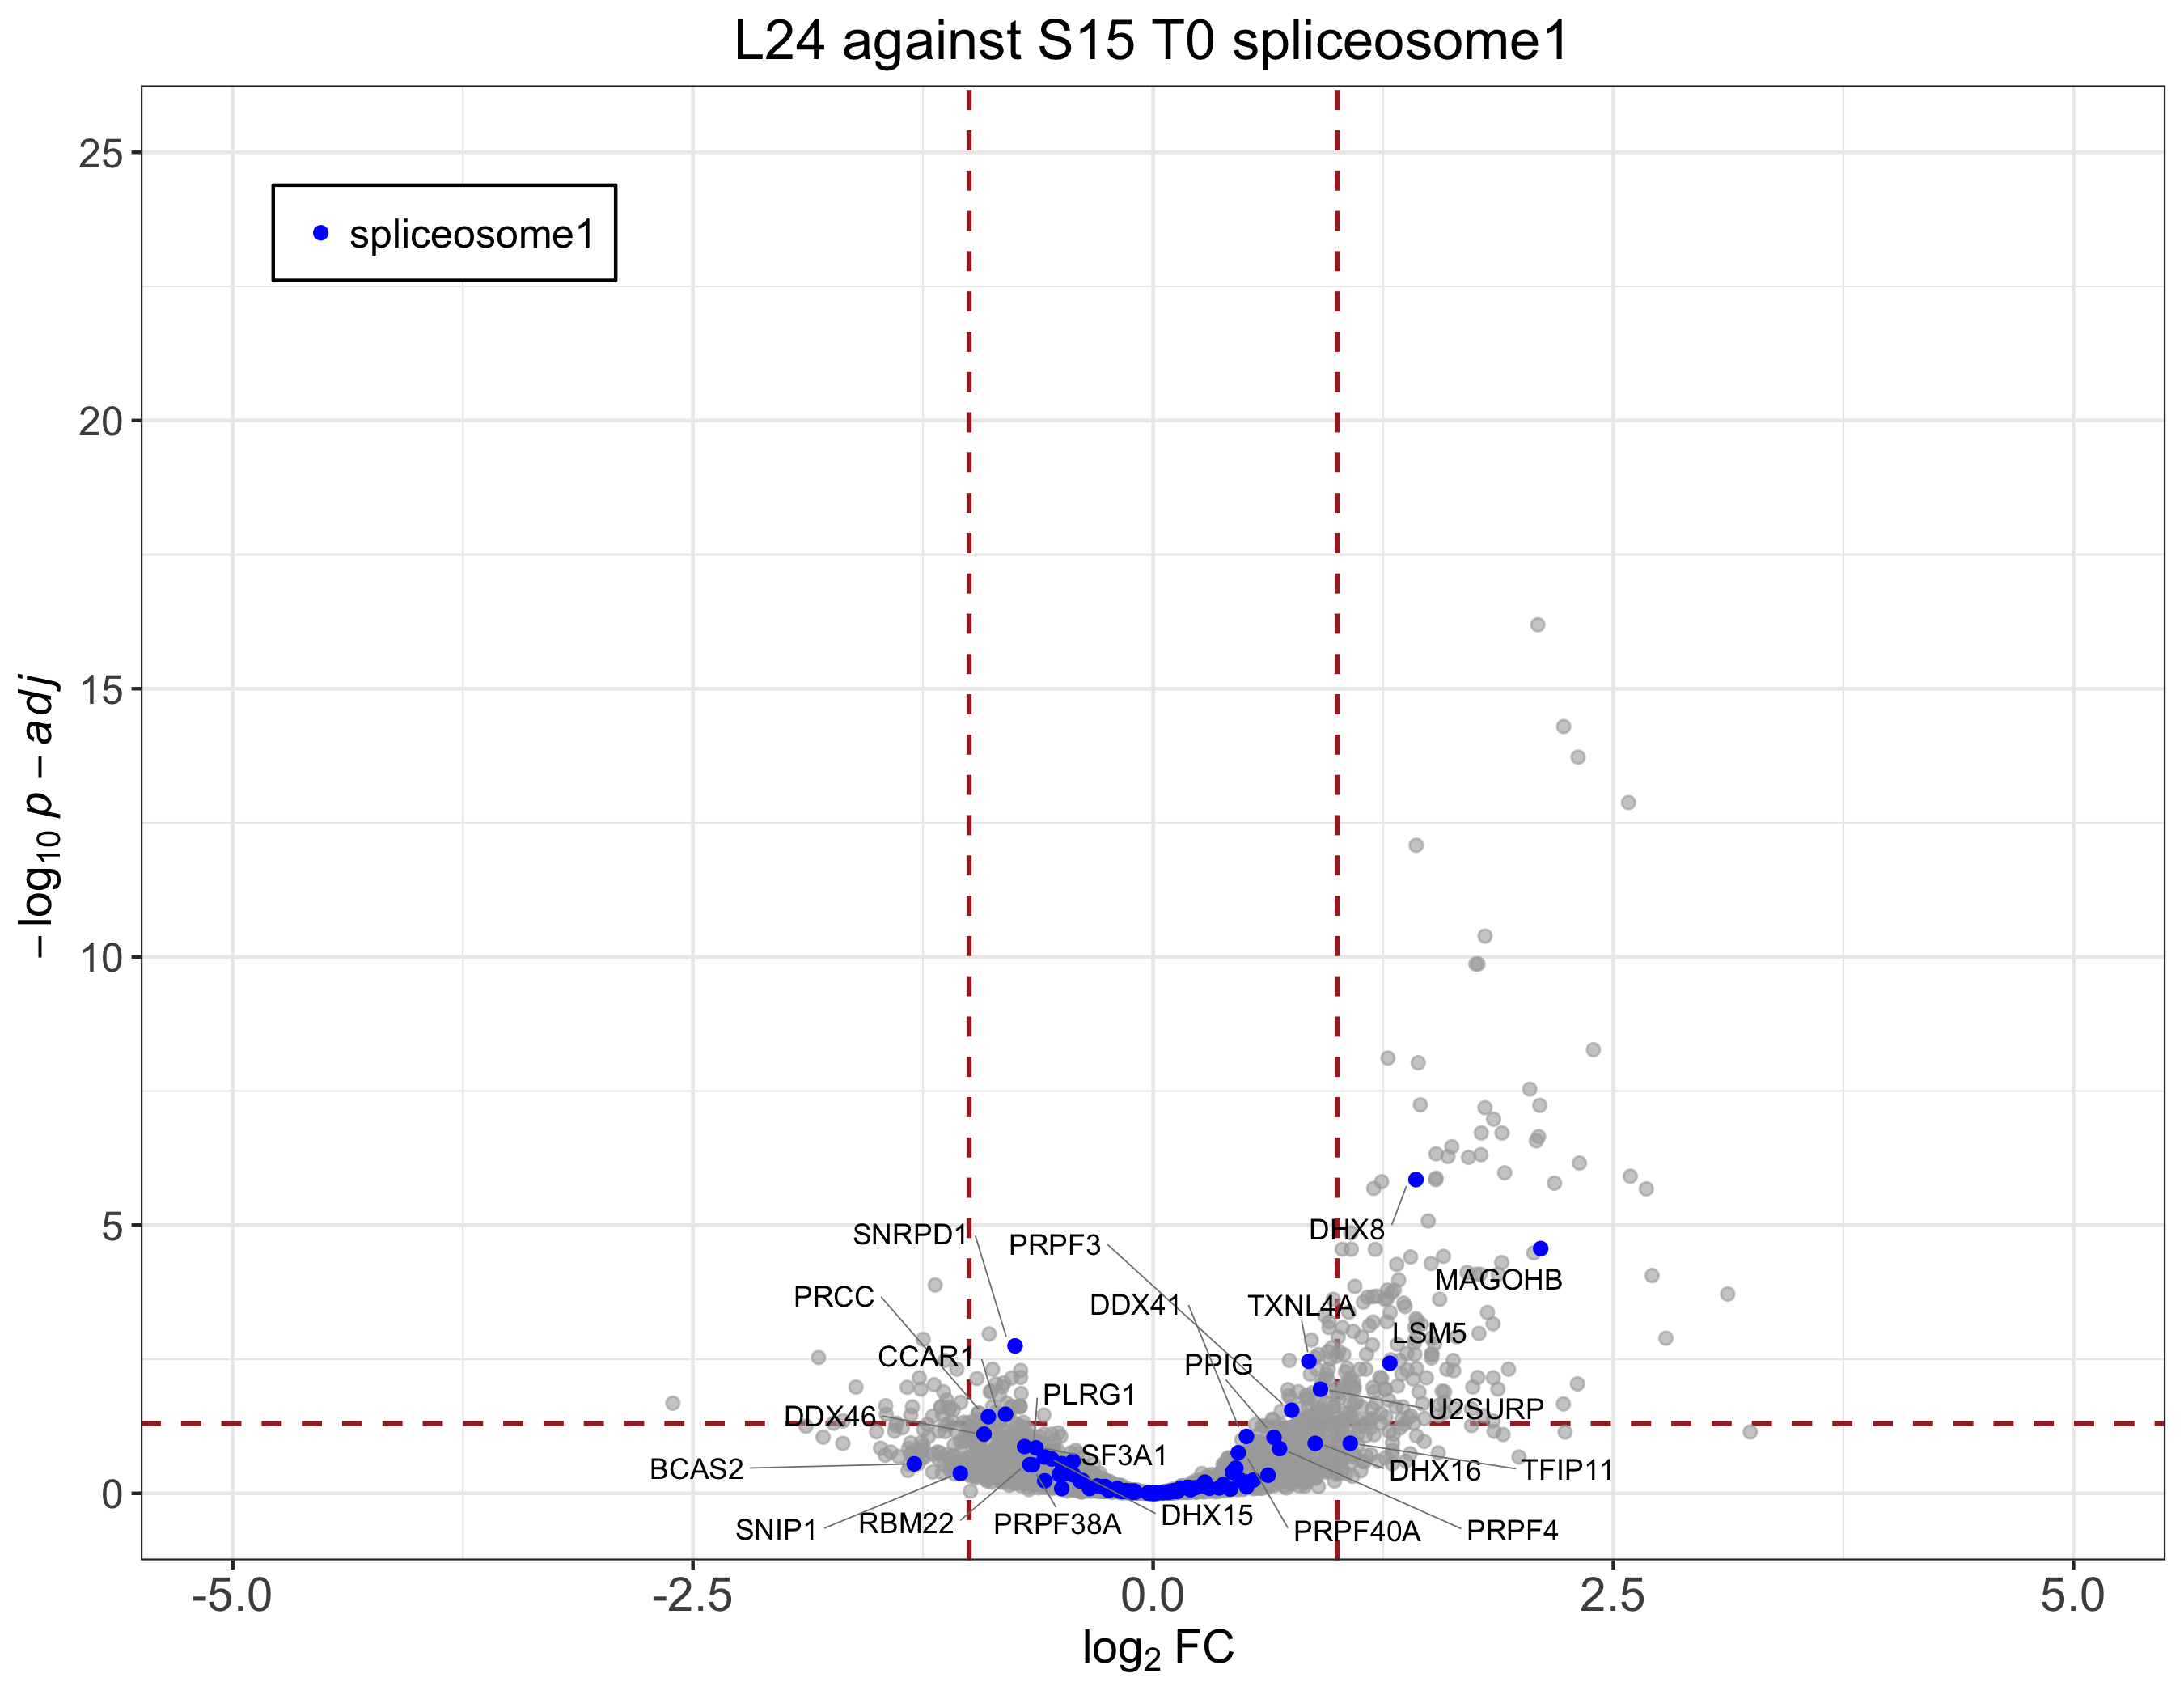 L24 against S15 T0 spliceosome1
spliceosome1
−log10 p − adj
25
20
15
10
5
0
DHX8
SNRPD1
PRPF3
MAGOHB
PRCC
DDX41
TXNL4A
LSM5
CCAR1
PPIG
PLRG1
U2SURP
DDX46
SF3A1
BCAS2
DHX16
TFIP11
SNIP1
RBM22
PRPF38A
DHX15
PRPF40A
PRPF4
-5.0
-2.5
0.0
2.5
5.0
log2 FC